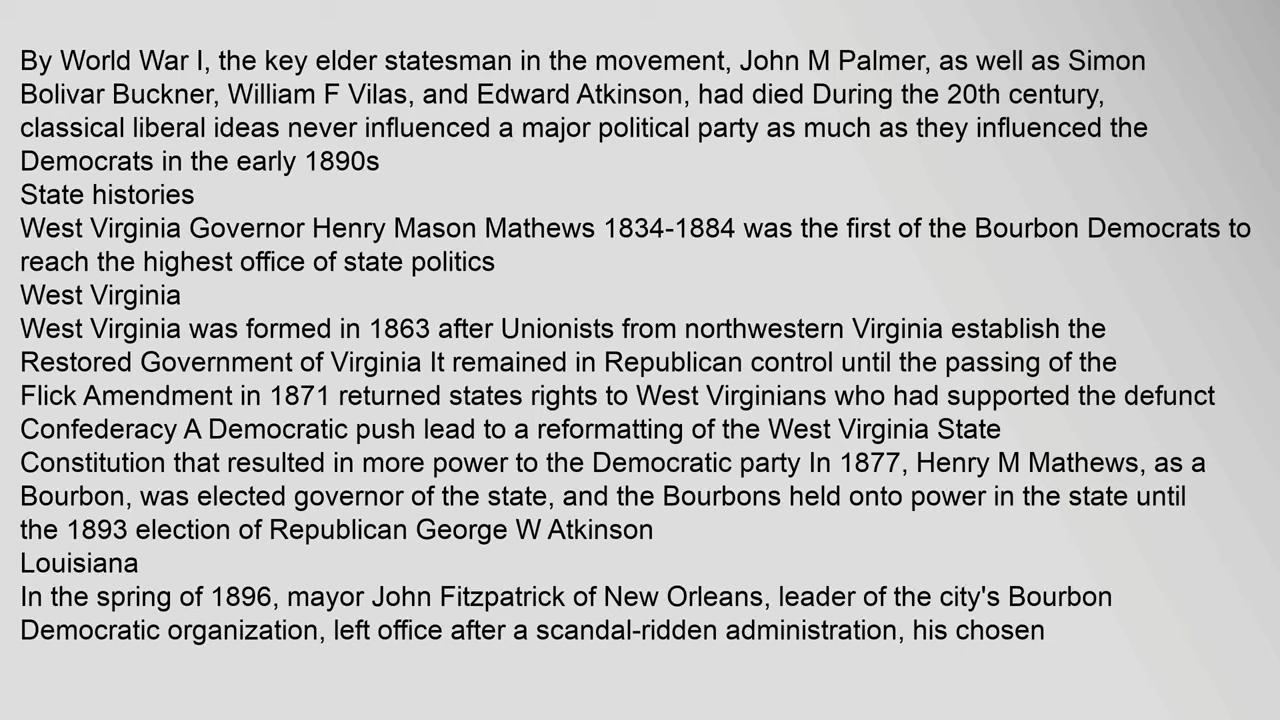 By World War I, the key elder statesman in the movement, John M Palmer, as well as Simon
Bolivar Buckner, William F Vilas, and Edward Atkinson, had died During the 20th century,
classical liberal ideas never influenced a major political party as much as they influenced the
Democrats in the early 1890s
State histories
West Virginia Governor Henry Mason Mathews 1834-1884 was the first of the Bourbon Democrats to
reach the highest office of state politics
West Virginia
West Virginia was formed in 1863 after Unionists from northwestern Virginia establish the
Restored Government of Virginia It remained in Republican control until the passing of the
Flick Amendment in 1871 returned states rights to West Virginians who had supported the defunct
Confederacy A Democratic push lead to a reformatting of the West Virginia State
Constitution that resulted in more power to the Democratic party In 1877, Henry M Mathews, as a
Bourbon, was elected governor of the state, and the Bourbons held onto power in the state until
the 1893 election of Republican George W Atkinson
Louisiana
In the spring of 1896, mayor John Fitzpatrick of New Orleans, leader of the city's Bourbon
Democratic organization, left office after a scandal-ridden administration, his chosen